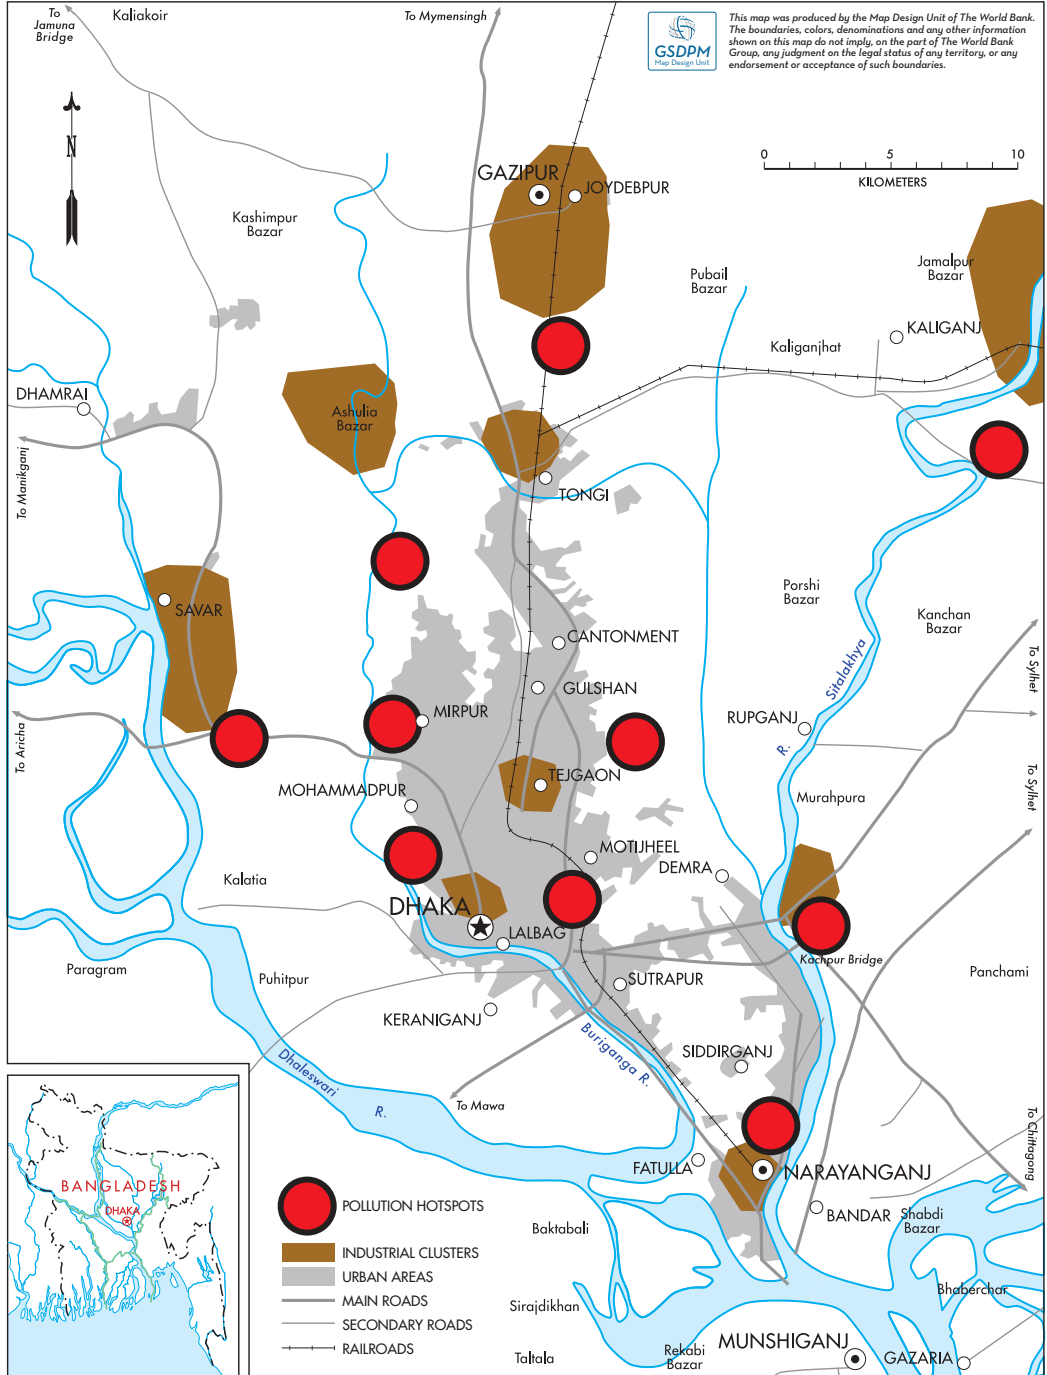 To
Jamuna
Bridge
Kaliakoir
To Mymensingh
GSDPM
Map Design Unit
This map was produced by the Map Design Unit of The World Bank.
The boundaries, colors, denominations and any other information
shown on this map do not imply, on the part of The World Bank
Group, any judgment on the legal status of any territory, or any
endorsement or acceptance of such boundaries.
N
0 5 10
KILOMETERS
GAZIPUR
JOYDEBPUR
Kashimpur
Bazar
Pubail
Bazar
Jamalpur
Bazar
KALIGANJ
Kaliganjhat
DHAMRAI
Ashulia
Bazar
To Manikganj
TONGI
Porshi
Bazar
Kanchan
Bazar
SAVAR
CANTONMENT
Sitalakhya
R.
To Sylhet
GULSHAN
MIRPUR
RUPGANJ
To Aricha
TEJGAON
MOHAMMADPUR
Murahpura
To Sylhet
MOTIJHEEL
DEMRA
Kalatia
DHAKA
LALBAG
Kachpur Bridge
Paragram
Puhitpur
SUTRAPUR
Panchami
KERANIGANJ
Buriganga R.
SIDDIRGANJ
Dhaleswari
R.
To Mawa
To Chittagong
FATULLA
NARAYANGANJ
BANGLADESH
DHAKA
BANDAR
Shabdi
Bazar
Baktabali
POLLUTION HOTSPOTS
INDUSTRIAL CLUSTERS
URBAN AREAS
MAIN ROADS
SECONDARY ROADS
RAILROADS
Bhaberchar
Sirajdikhan
Taltala
Rekabi
Bazar
MUNSHIGANJ
GAZARIA